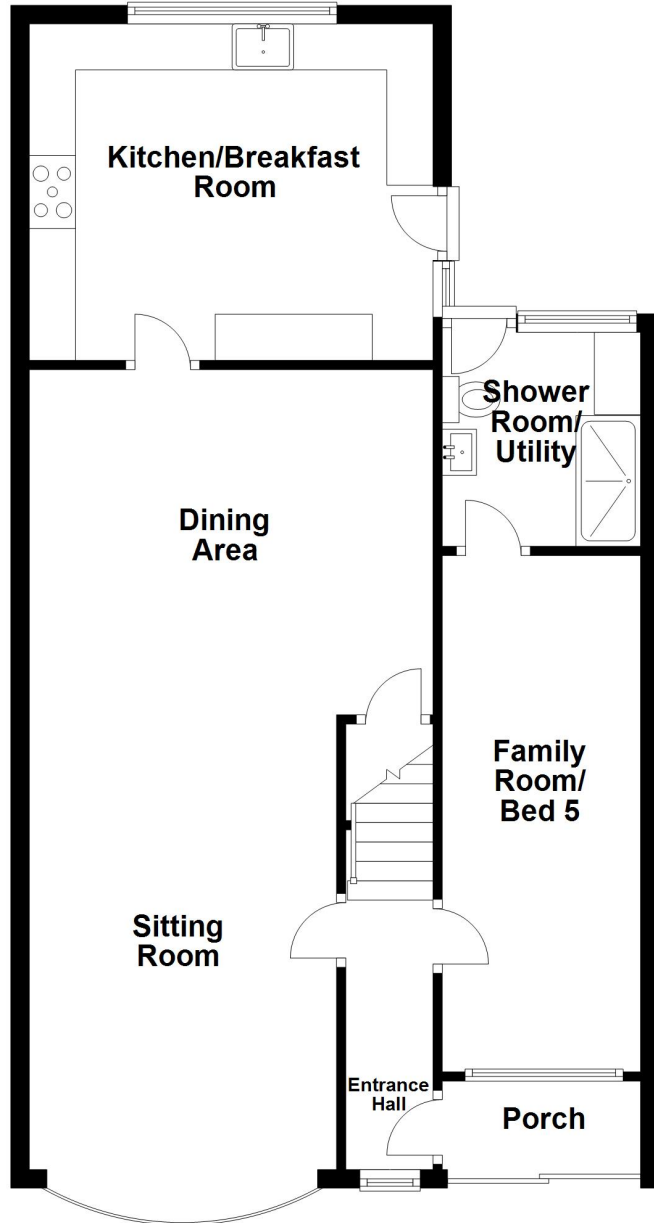 Kitchen/Breakfast
Room
Shower
Room/
Utility
Dining
Area
Family
Room/
Bed 5
Sitting
Room
Entrance
Hall
Porch